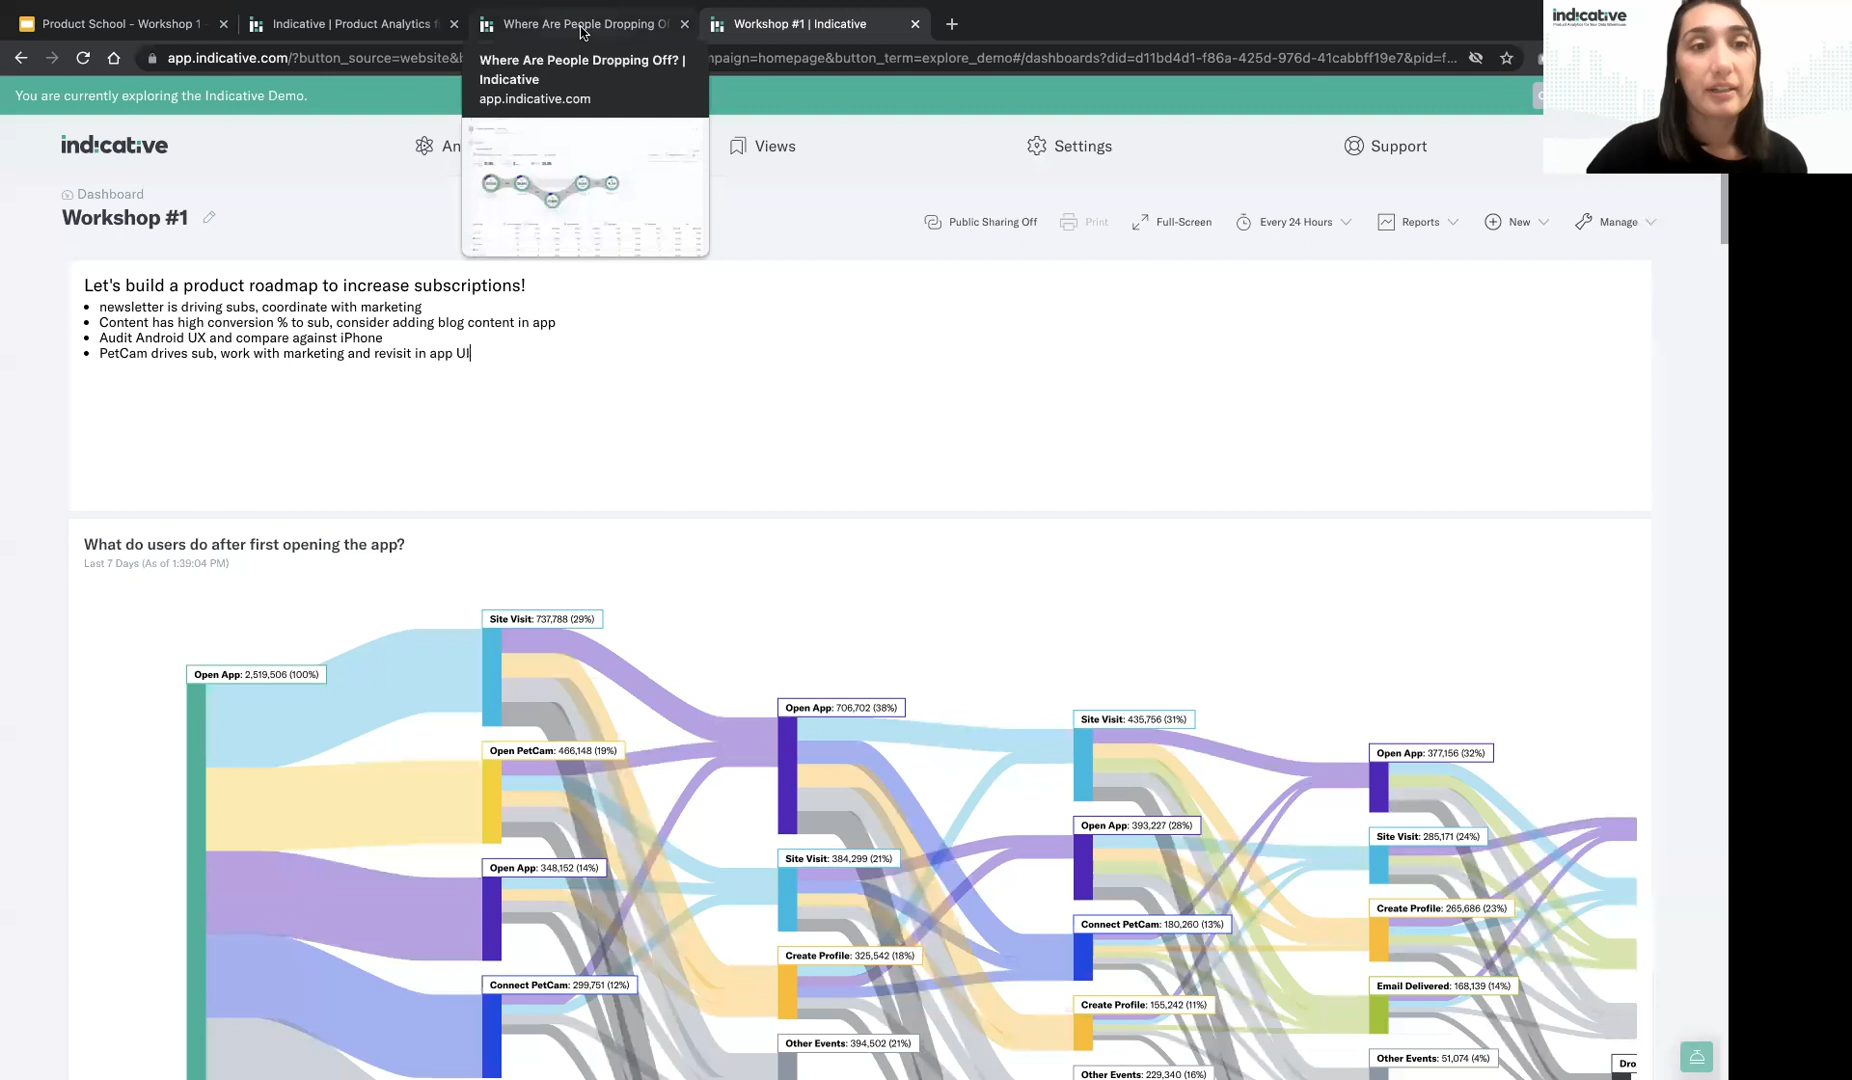 Product School - Workshop 1
Indicative | Product Analytics f
Where Are People Dropping O
Workshop #1 | Indicative
app.indicative.com/?button_source=website&b
mpaign=homepage&button_term=explore_demo#/dashboards?did=d11bd4d1-f86a-425d-976d-41cabbff19e7&pid=f...
Where Are People Dropping Off? |
Indicative
app.indicative.com
indicative
You are currently exploring the Indicative Demo.
indicative
An
Views
Settings
Support
Dashboard
Workshop #1
Public Sharing Off
Print
Full-Screen
Every 24 Hours
Reports
New
Manage
Let's build a product roadmap to increase subscriptions!
• newsletter is driving subs, coordinate with marketing
• Content has high conversion % to sub, consider adding blog content in app
• Audit Android UX and compare against iPhone
• PetCam drives sub, work with marketing and revisit in app UI
What do users do after first opening the app?
Last 7 Days (As of 1:39:04 PM)
Open App: 2,519,506 (100%)
Site Visit: 737,788 (29%)
Open PetCam: 466,148 (19%)
Open App: 348,152 (14%)
Connect PetCam: 299,751 (12%)
Open App: 706,702 (38%)
Site Visit: 384,299 (21%)
Create Profile: 325,542 (18%)
Other Events: 394,502 (21%)
Site Visit: 435,756 (31%)
Open App: 393,227 (28%)
Connect PetCam: 180,260 (13%)
Create Profile: 155,242 (11%)
Other Events: 229,340 (16%)
Open App: 377,156 (32%)
Site Visit: 285,171 (24%)
Create Profile: 265,686 (23%)
Email Delivered: 168,139 (14%)
Other Events: 51,074 (4%)
Dro